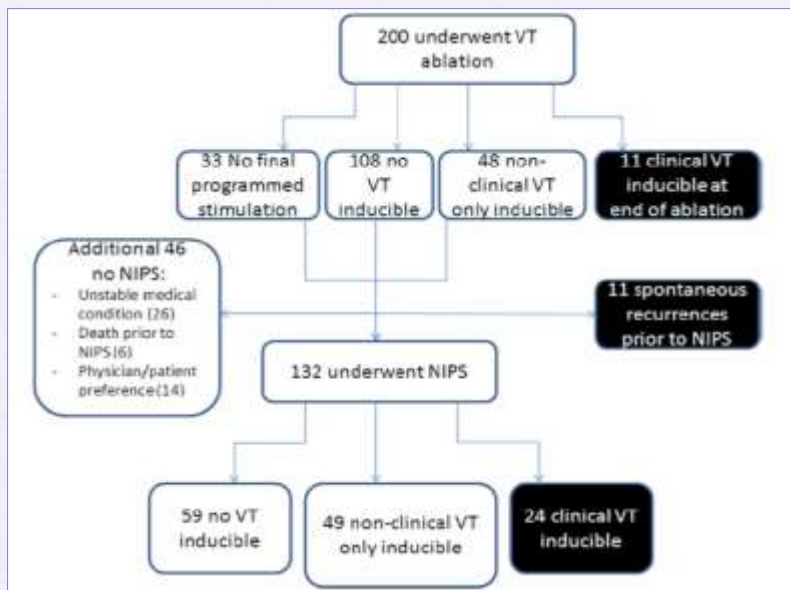 200 underwent VT
ablation
33 No final
programmed
stimulation
108 no
VT
inducible
48 non-
clinical VT
only inducible
11 clinical VT
inducible at
end of ablation
Additional 46
no NIPS:
- Unstable medical
condition (26)
- Death prior to
NIPS (6)
- Physician/patient
preference (14)
11 spontaneous
recurrences
prior to NIPS
132 underwent NIPS
59 no VT
inducible
49 non-clinical VT
only inducible
24 clinical VT
inducible